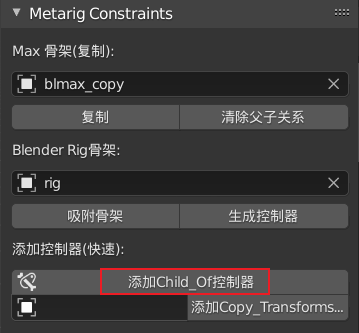 Metarig Constraints
Max 骨架(复制):
blmax_copy
复制 清除父子关系
Blender Rig骨架:
rig
吸附骨架 生成控制器
添加控制器(快速):
添加Child_Of控制器
添加Copy_Transforms...